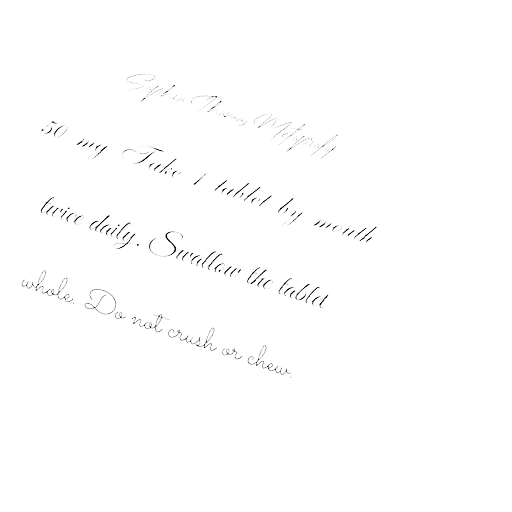 Sophia Thomas
50 mg Take 1 tablet by mouth
twice daily. Swallow the tablet
whole. Do not crush or chew.